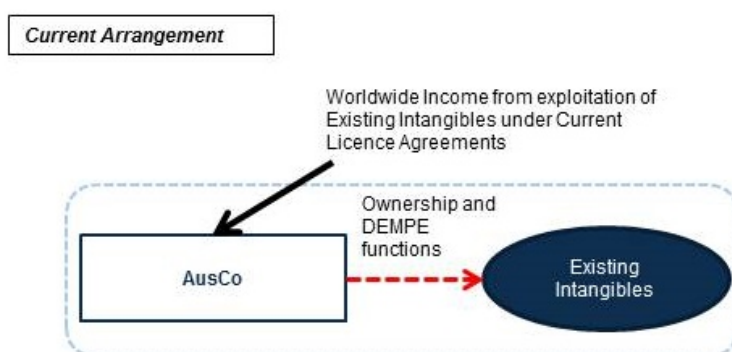 Current Arrangement
Worldwide Income from exploitation of
Existing Intangibles under Current
Licence Agreements
Ownership and
DEMPE
functions
AusCo
Existing
Intangibles